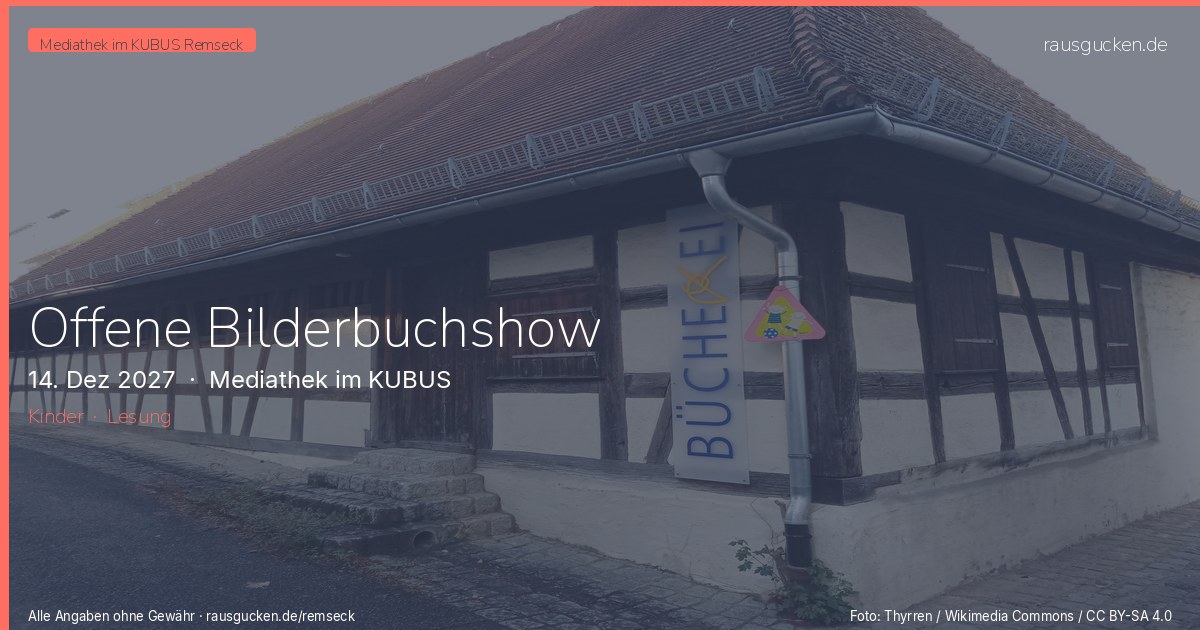 Mediathek im KUBUS Remseck
rausgucken.de
BÜCHEREI
Offene Bilderbuchshow
14. Dez 2027 · Mediathek im KUBUS
Kinder · Lesung
Alle Angaben ohne Gewähr · rausgucken.de/remseck
Foto: Thyrren / Wikimedia Commons / CC BY-SA 4.0